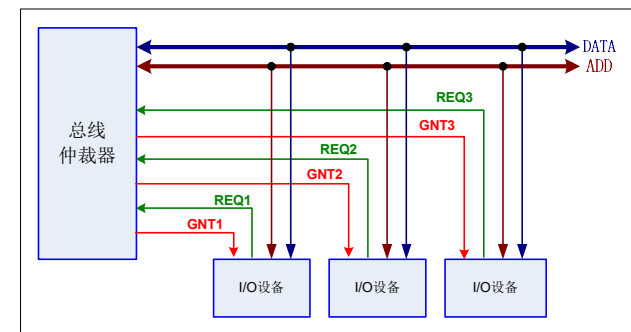 DATA
ADD
REQ3
总线
仲裁器
GNT3
REQ2
GNT2
REQ1
GNT1
I/O设备
I/O设备
I/O设备